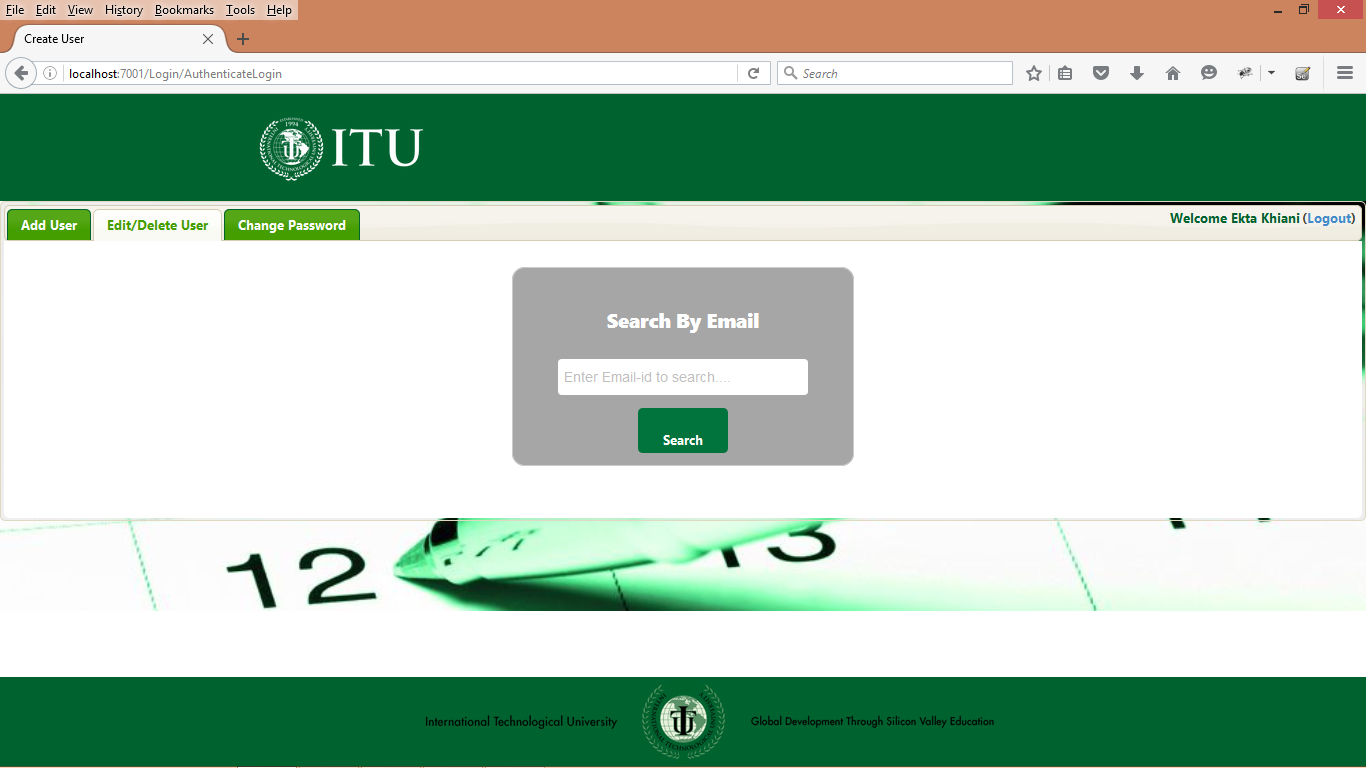 File Edit View History Bookmarks Tools Help
Create User
localhost:7001/Login/AuthenticateLogin
Search
1994
ITU
Add User Edit/Delete User Change Password
Welcome Ekta Khiani (Logout)
Search By Email
Enter Email-id to search....
Search
12 13
International Technological University
Global Development Through Silicon Valley Education